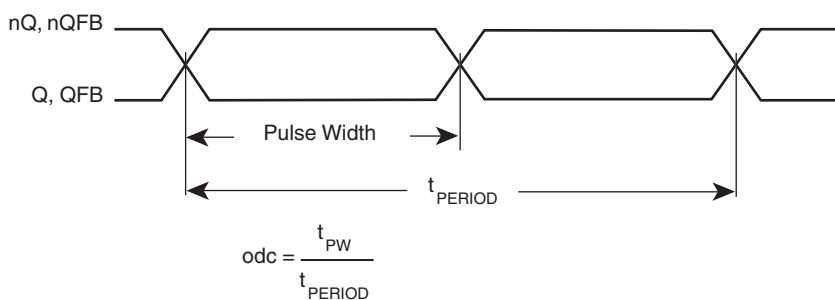 nQ, nQFB
Q, QFB
Pulse Width
tPERIOD
odc = tPW / tPERIOD